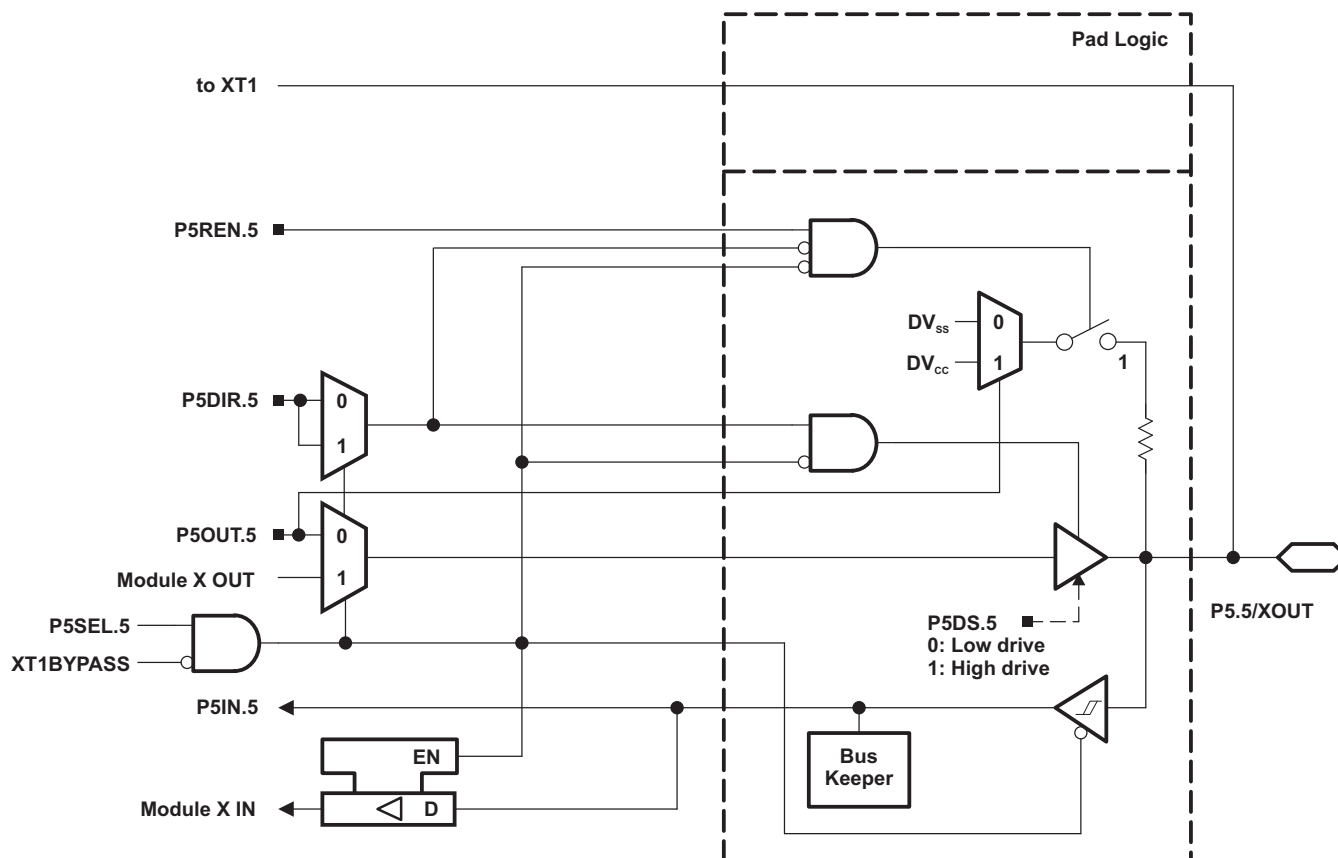 Pad Logic
to XT1
P5REN.5
DVss
0
DVcc
1
1
P5DIR.5
0
1
P5OUT.5
0
Module X OUT
1
P5SEL.5
XT1BYPASS
P5DS.5
0: Low drive
1: High drive
P5.5/XOUT
P5IN.5
EN
Bus
Keeper
Module X IN
D